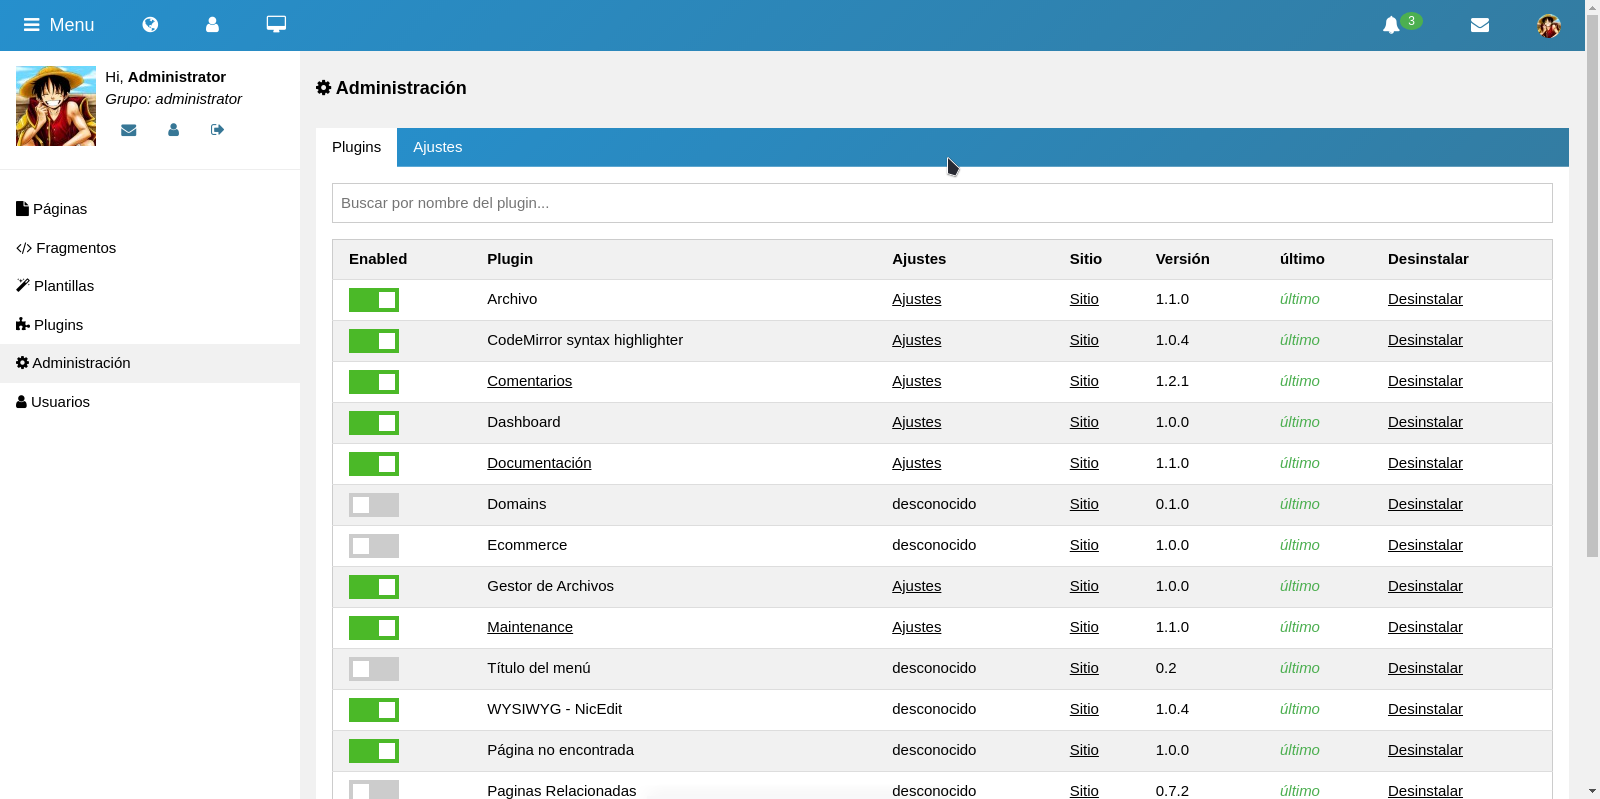 Menu
3
Hi, Administrator
Grupo: administrator
Páginas
Fragmentos
Plantillas
Plugins
Administración
Usuarios
Administración
Plugins Ajustes
Buscar por nombre del plugin...
Enabled Plugin Ajustes Sitio Versión último Desinstalar
Archivo Ajustes Sitio 1.1.0 último Desinstalar
CodeMirror syntax highlighter Ajustes Sitio 1.0.4 último Desinstalar
Comentarios Ajustes Sitio 1.2.1 último Desinstalar
Dashboard Ajustes Sitio 1.0.0 último Desinstalar
Documentación Ajustes Sitio 1.1.0 último Desinstalar
Domains desconocido Sitio 0.1.0 último Desinstalar
Ecommerce desconocido Sitio 1.0.0 último Desinstalar
Gestor de Archivos Ajustes Sitio 1.0.0 último Desinstalar
Maintenance Ajustes Sitio 1.1.0 último Desinstalar
Título del menú desconocido Sitio 0.2 último Desinstalar
WYSIWYG - NicEdit desconocido Sitio 1.0.4 último Desinstalar
Página no encontrada desconocido Sitio 1.0.0 último Desinstalar
Paginas Relacionadas desconocido Sitio 0.7.2 último Desinstalar